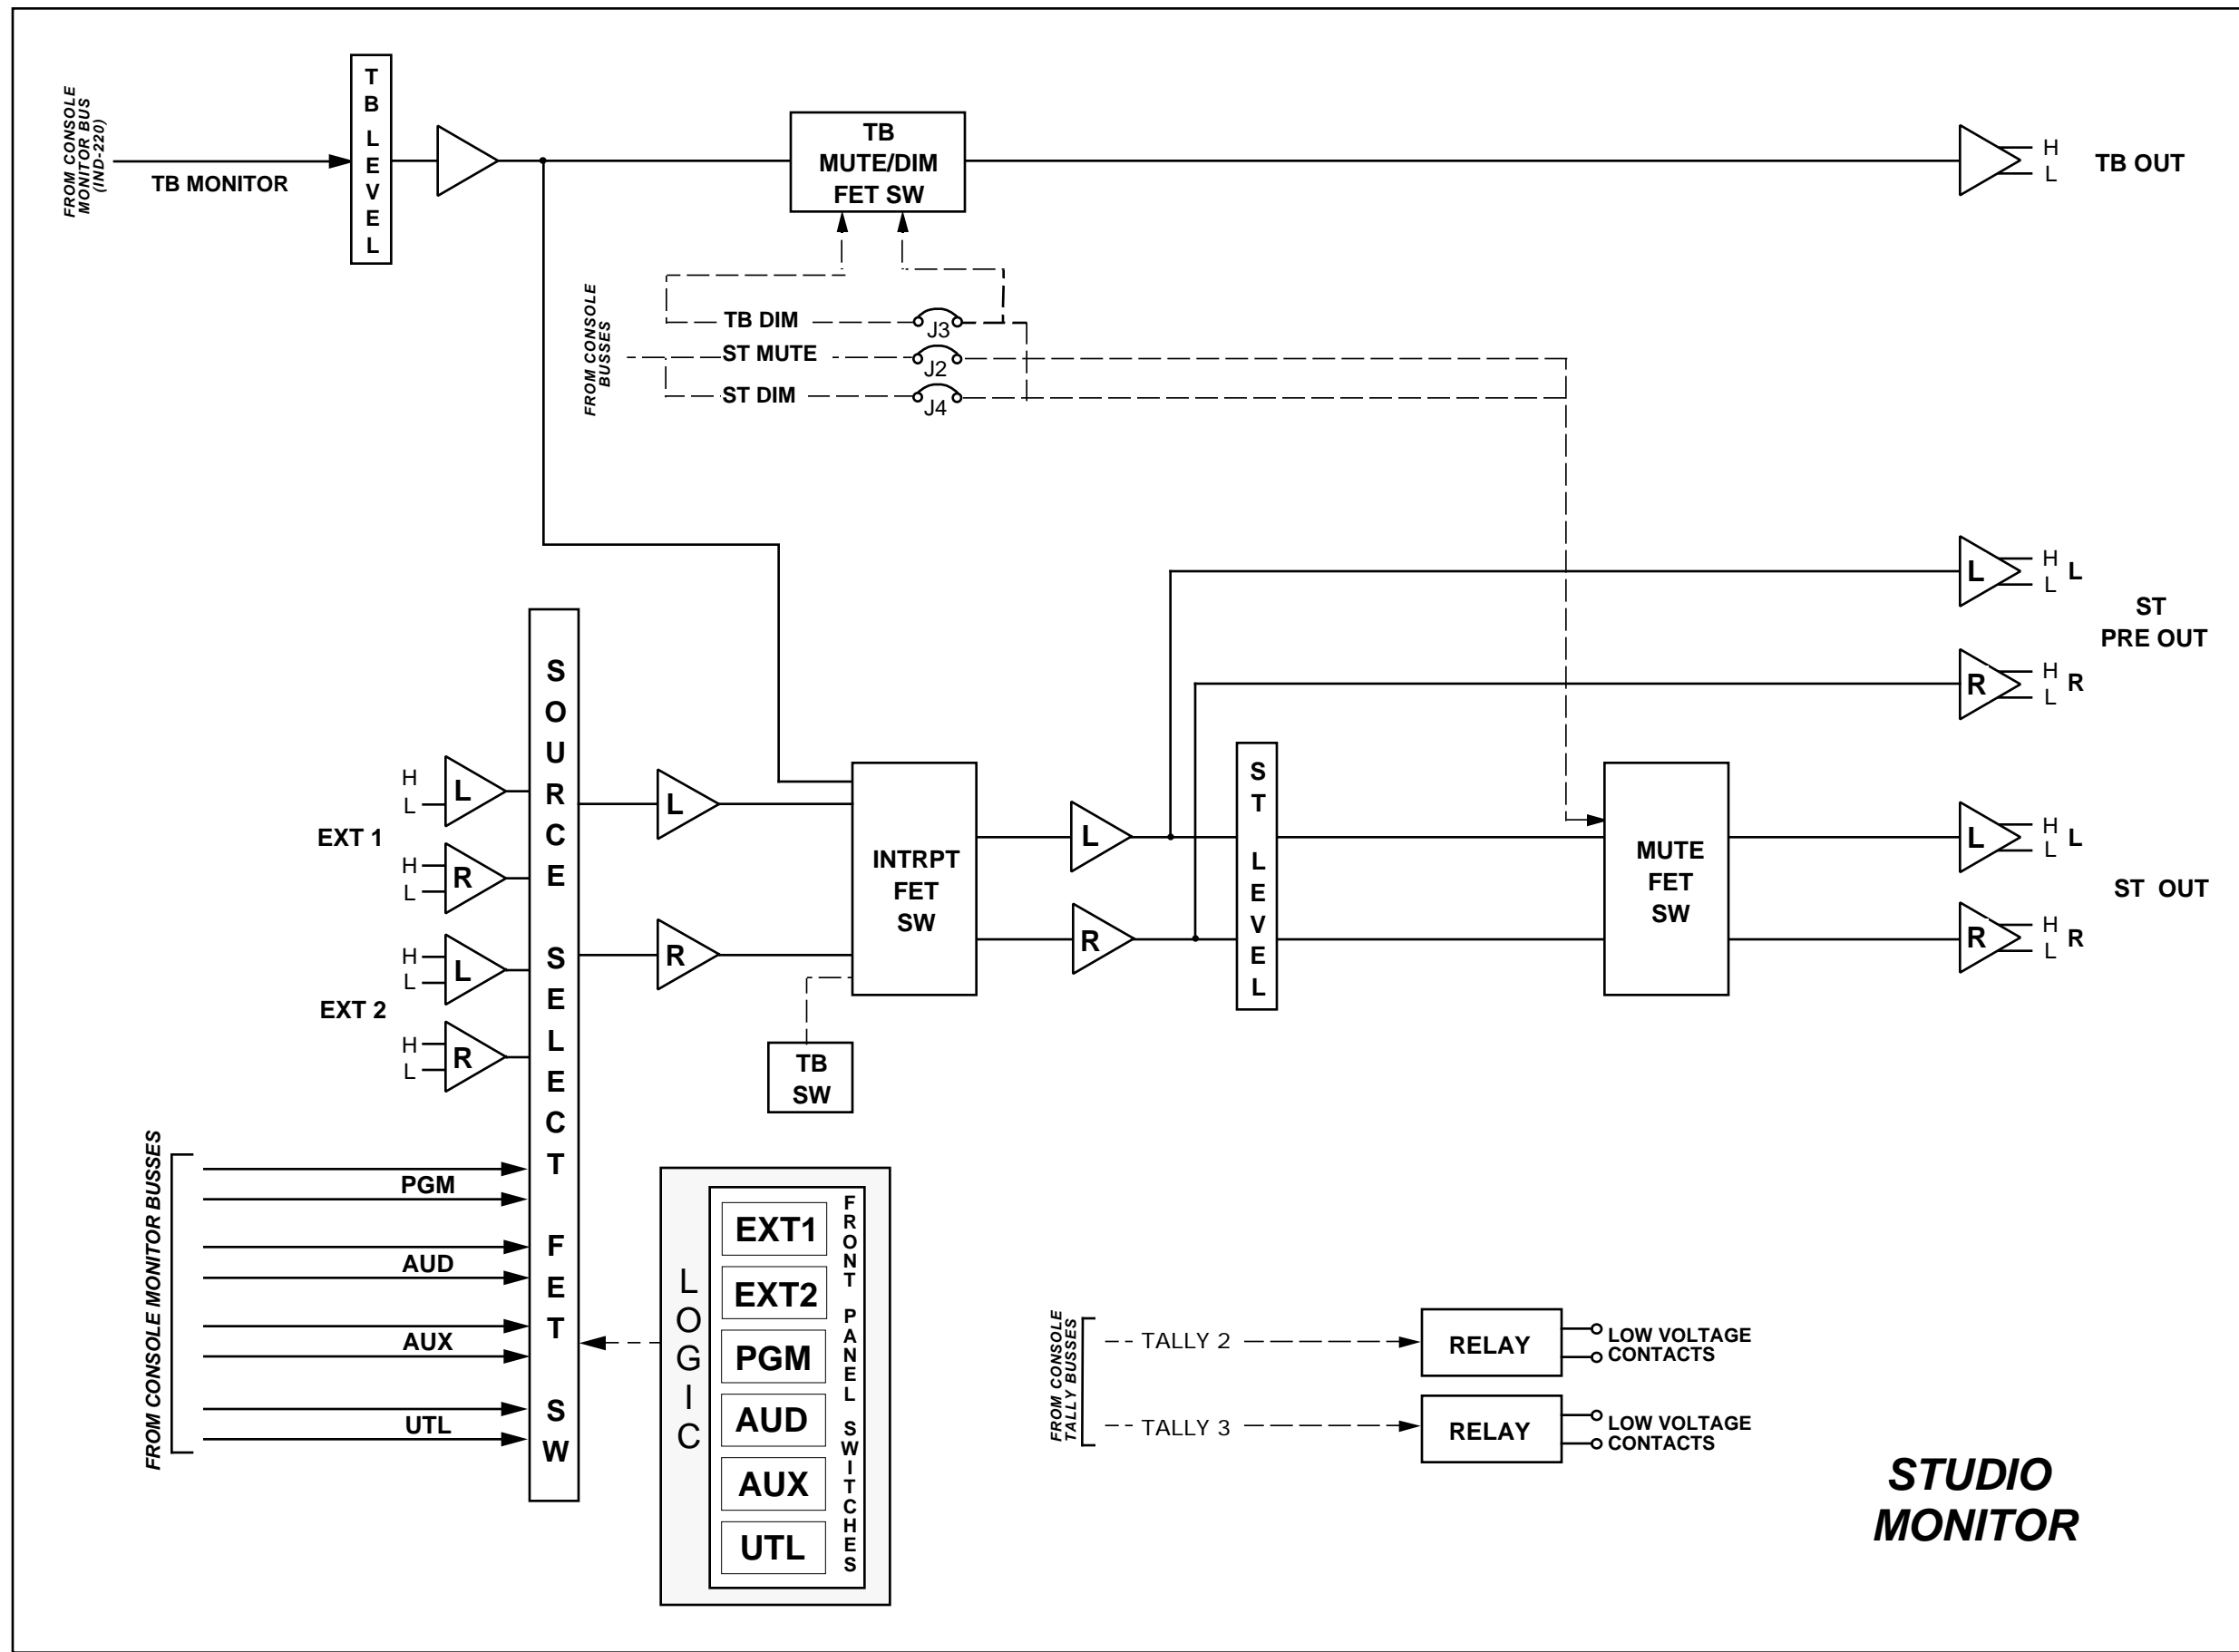 FROM CONSOLE
MONITOR BUS
(IND-220)
TB MONITOR
TB LEVEL
TB
MUTE/DIM
FET SW
H
L
TB OUT
FROM CONSOLE
BUSSES
TB DIM
J3
ST MUTE
J2
ST DIM
J4
L
H
L
L
ST
PRE OUT
R
H
L
R
SOURCE SELECT FET SW
EXT 1
H
L
L
H
L
R
EXT 2
H
L
L
H
L
R
L
R
INTRPT
FET
SW
TB
SW
L
R
ST LEVEL
MUTE
FET
SW
L
H
L
L
ST OUT
R
H
L
R
FROM CONSOLE MONITOR BUSSES
PGM
AUD
AUX
UTL
LOGIC
EXT1
EXT2
PGM
AUD
AUX
UTL
FRONT PANEL SWITCHES
FROM CONSOLE
TALLY BUSSES
TALLY 2
RELAY
LOW VOLTAGE
CONTACTS
TALLY 3
RELAY
LOW VOLTAGE
CONTACTS
STUDIO
MONITOR